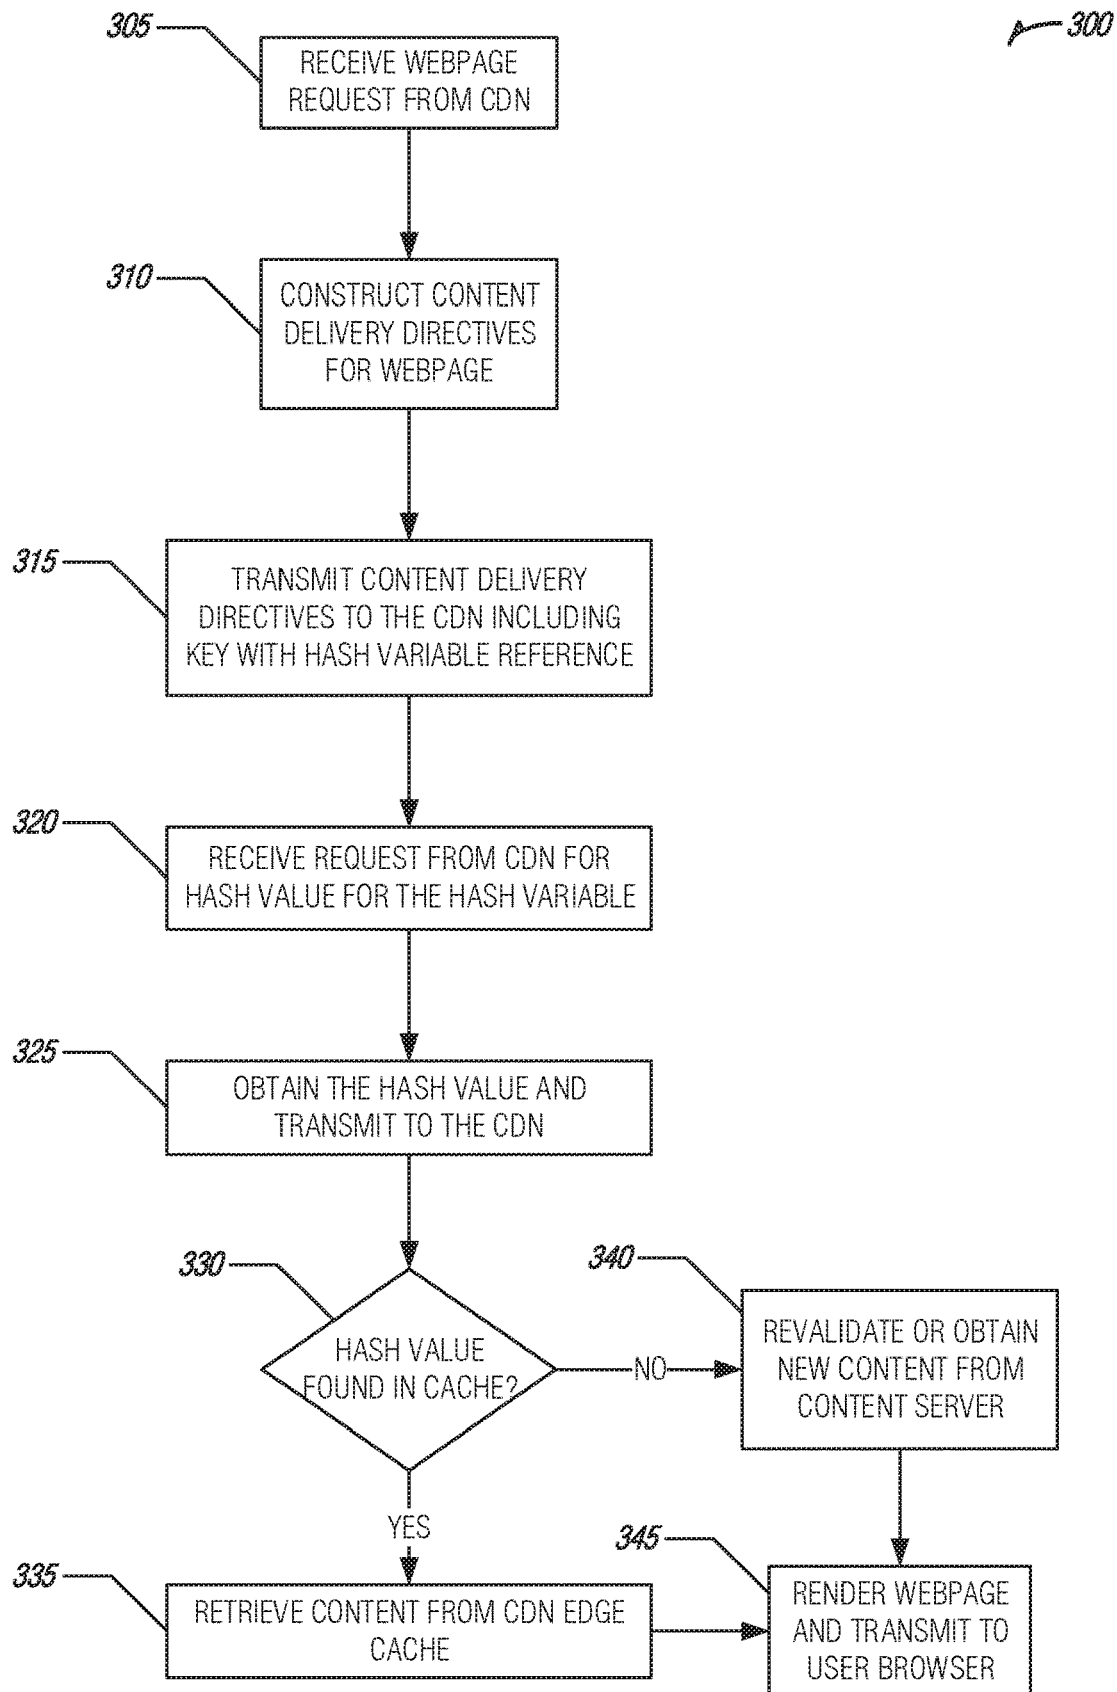 305
300
RECEIVE WEBPAGE
REQUEST FROM CDN
310
CONSTRUCT CONTENT
DELIVERY DIRECTIVES
FOR WEBPAGE
315
TRANSMIT CONTENT DELIVERY
DIRECTIVES TO THE CDN INCLUDING
KEY WITH HASH VARIABLE REFERENCE
320
RECEIVE REQUEST FROM CDN FOR
HASH VALUE FOR THE HASH VARIABLE
325
OBTAIN THE HASH VALUE AND
TRANSMIT TO THE CDN
330
HASH VALUE
FOUND IN CACHE?
NO
340
REVALIDATE OR OBTAIN
NEW CONTENT FROM
CONTENT SERVER
YES
335
RETRIEVE CONTENT FROM CDN EDGE
CACHE
345
RENDER WEBPAGE
AND TRANSMIT TO
USER BROWSER